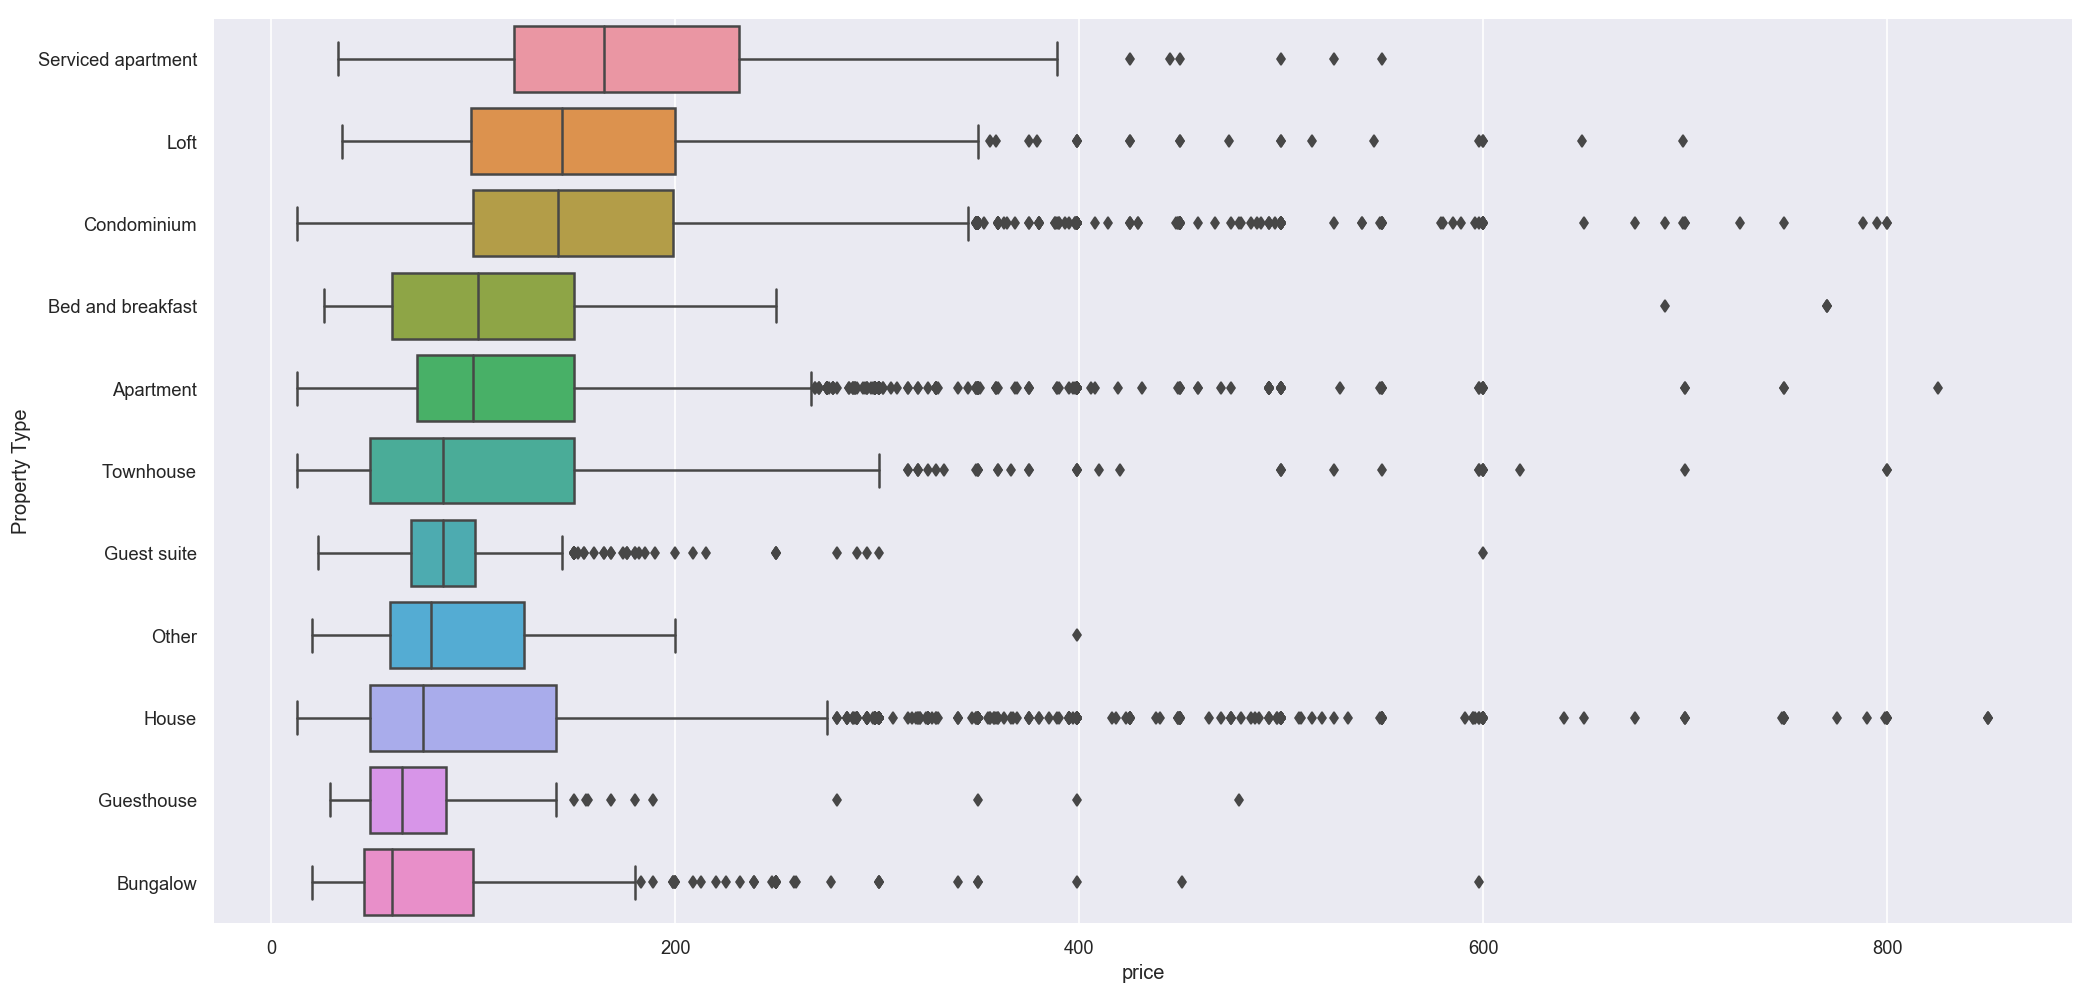 Serviced apartment
Loft
Condominium
Bed and breakfast
Apartment
Townhouse
Guest suite
Other
House
Guesthouse
Bungalow
Property Type
0 200 400 600 800
price